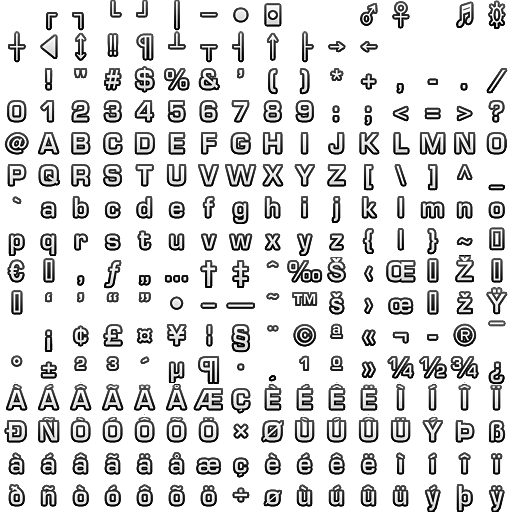 ┌ ┐ └ ┘ │ ─ ○ ◘ ♂ ♀ ♫ ☼
┼ ◄ ↕ ‼ ¶ ┴ ┬ ┤ ↑ ├ → ←
! " # $ % & ' ( ) * + , - . /
0 1 2 3 4 5 6 7 8 9 : ; < = > ?
@ A B C D E F G H I J K L M N O
P Q R S T U V W X Y Z [ \ ] ^ _
` a b c d e f g h i j k l m n o
p q r s t u v w x y z { | } ~ ▯
€ ▯ , ƒ „ … † ‡ ˆ ‰ Š ‹ Œ ▯ Ž ▯
▯ ‘ ’ “ ” • – — ˜ ™ š › œ ▯ ž Ÿ
¡ ¢ £ ¤ ¥ ¦ § ¨ © ª « ¬ - ® ¯
° ± ² ³ ´ µ ¶ · ¸ ¹ º » ¼ ½ ¾ ¿
À Á Â Ã Ä Å Æ Ç È É Ê Ë Ì Í Î Ï
Ð Ñ Ò Ó Ô Õ Ö × Ø Ù Ú Û Ü Ý Þ ß
à á â ã ä å æ ç è é ê ë ì í î ï
ð ñ ò ó ô õ ö ÷ ø ù ú û ü ý þ ÿ